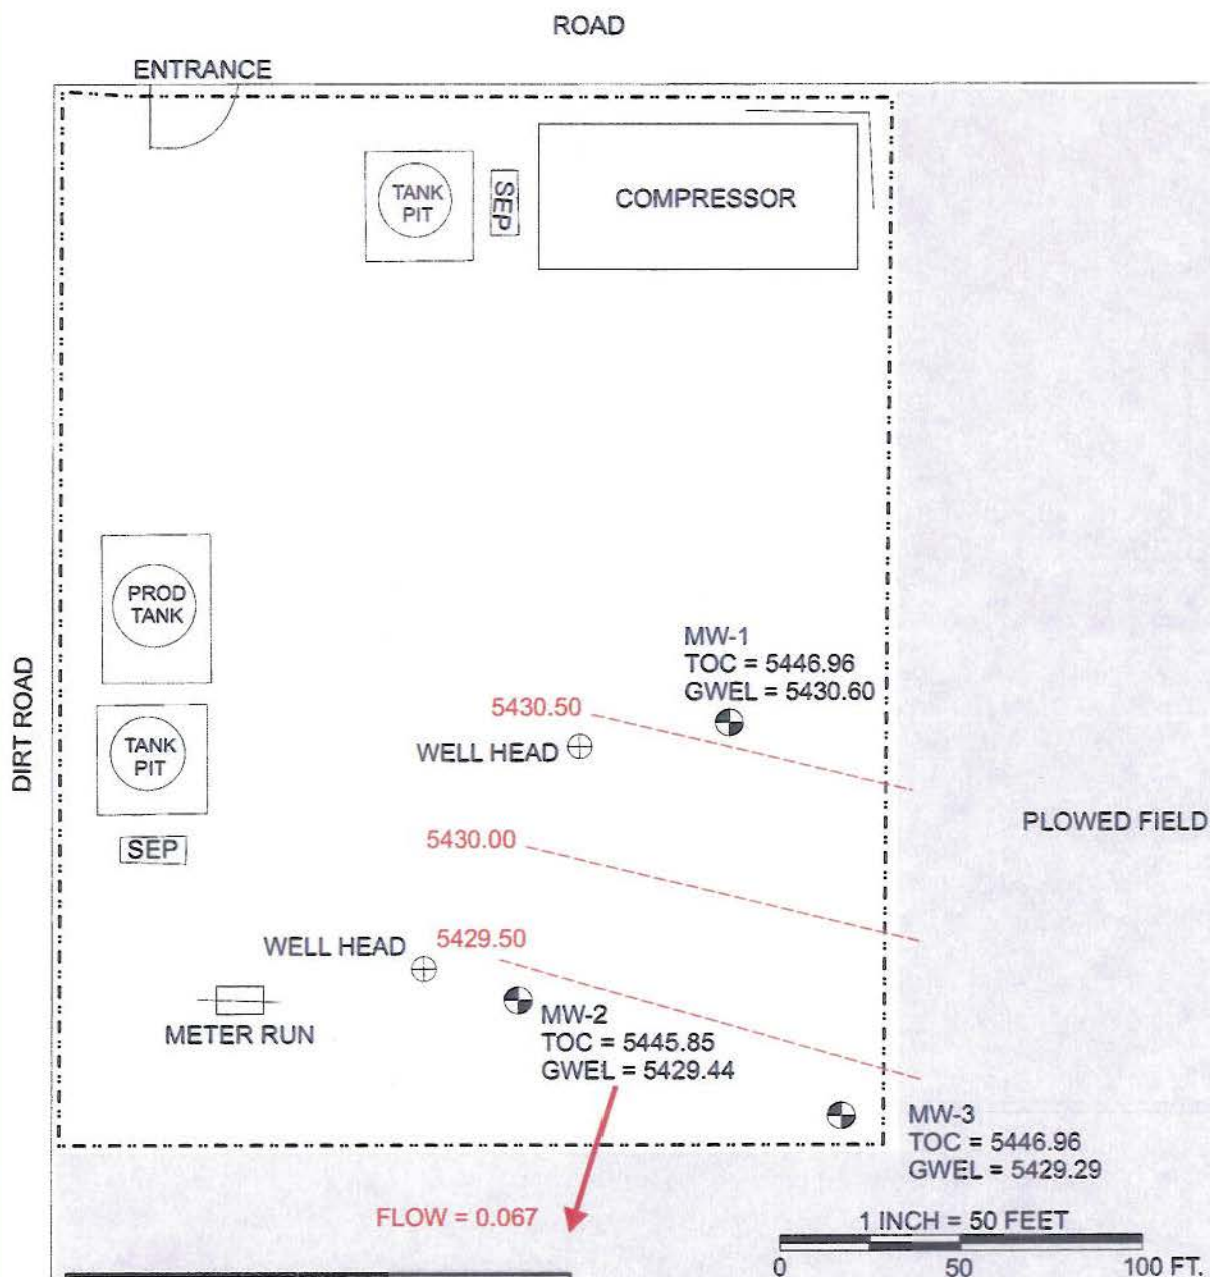 ROAD
ENTRANCE
TANK
PIT
SEP
COMPRESSOR
PROD
TANK
MW-1
TOC = 5446.96
GWEL = 5430.60
5430.50
WELL HEAD
DIRT ROAD
TANK
PIT
PLOWED FIELD
5430.00
SEP
5429.50
WELL HEAD
METER RUN
MW-2
TOC = 5445.85
GWEL = 5429.44
MW-3
TOC = 5446.96
GWEL = 5429.29
FLOW = 0.067
1 INCH = 50 FEET
0 50 100 FT.